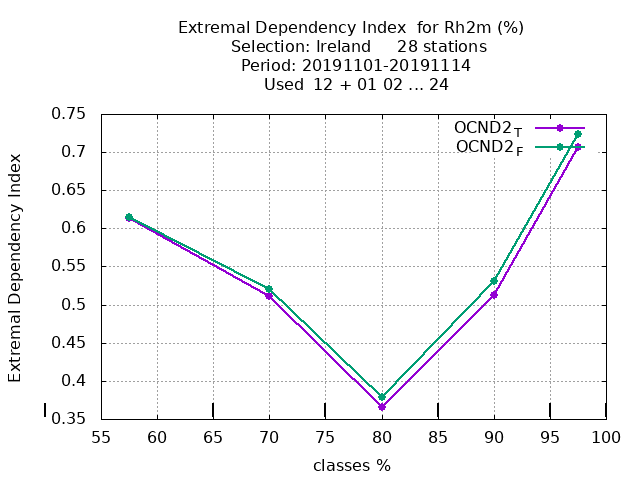 Extremal Dependency Index  for Rh2m (%)
Selection: Ireland     28 stations
Period: 20191101-20191114
Used  12 + 01 02 ... 24
OCND2T
OCND2F
Extremal Dependency Index
0.75
0.7
0.65
0.6
0.55
0.5
0.45
0.4
0.35
55 60 65 70 75 80 85 90 95 100
classes %